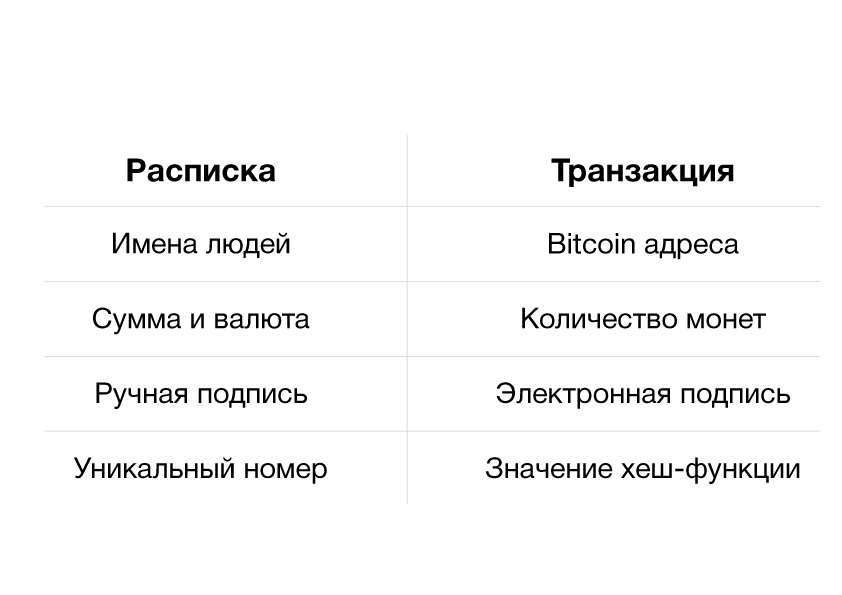 Расписка Транзакция
Имена людей Bitcoin адреса
Сумма и валюта Количество монет
Ручная подпись Электронная подпись
Уникальный номер Значение хеш-функции